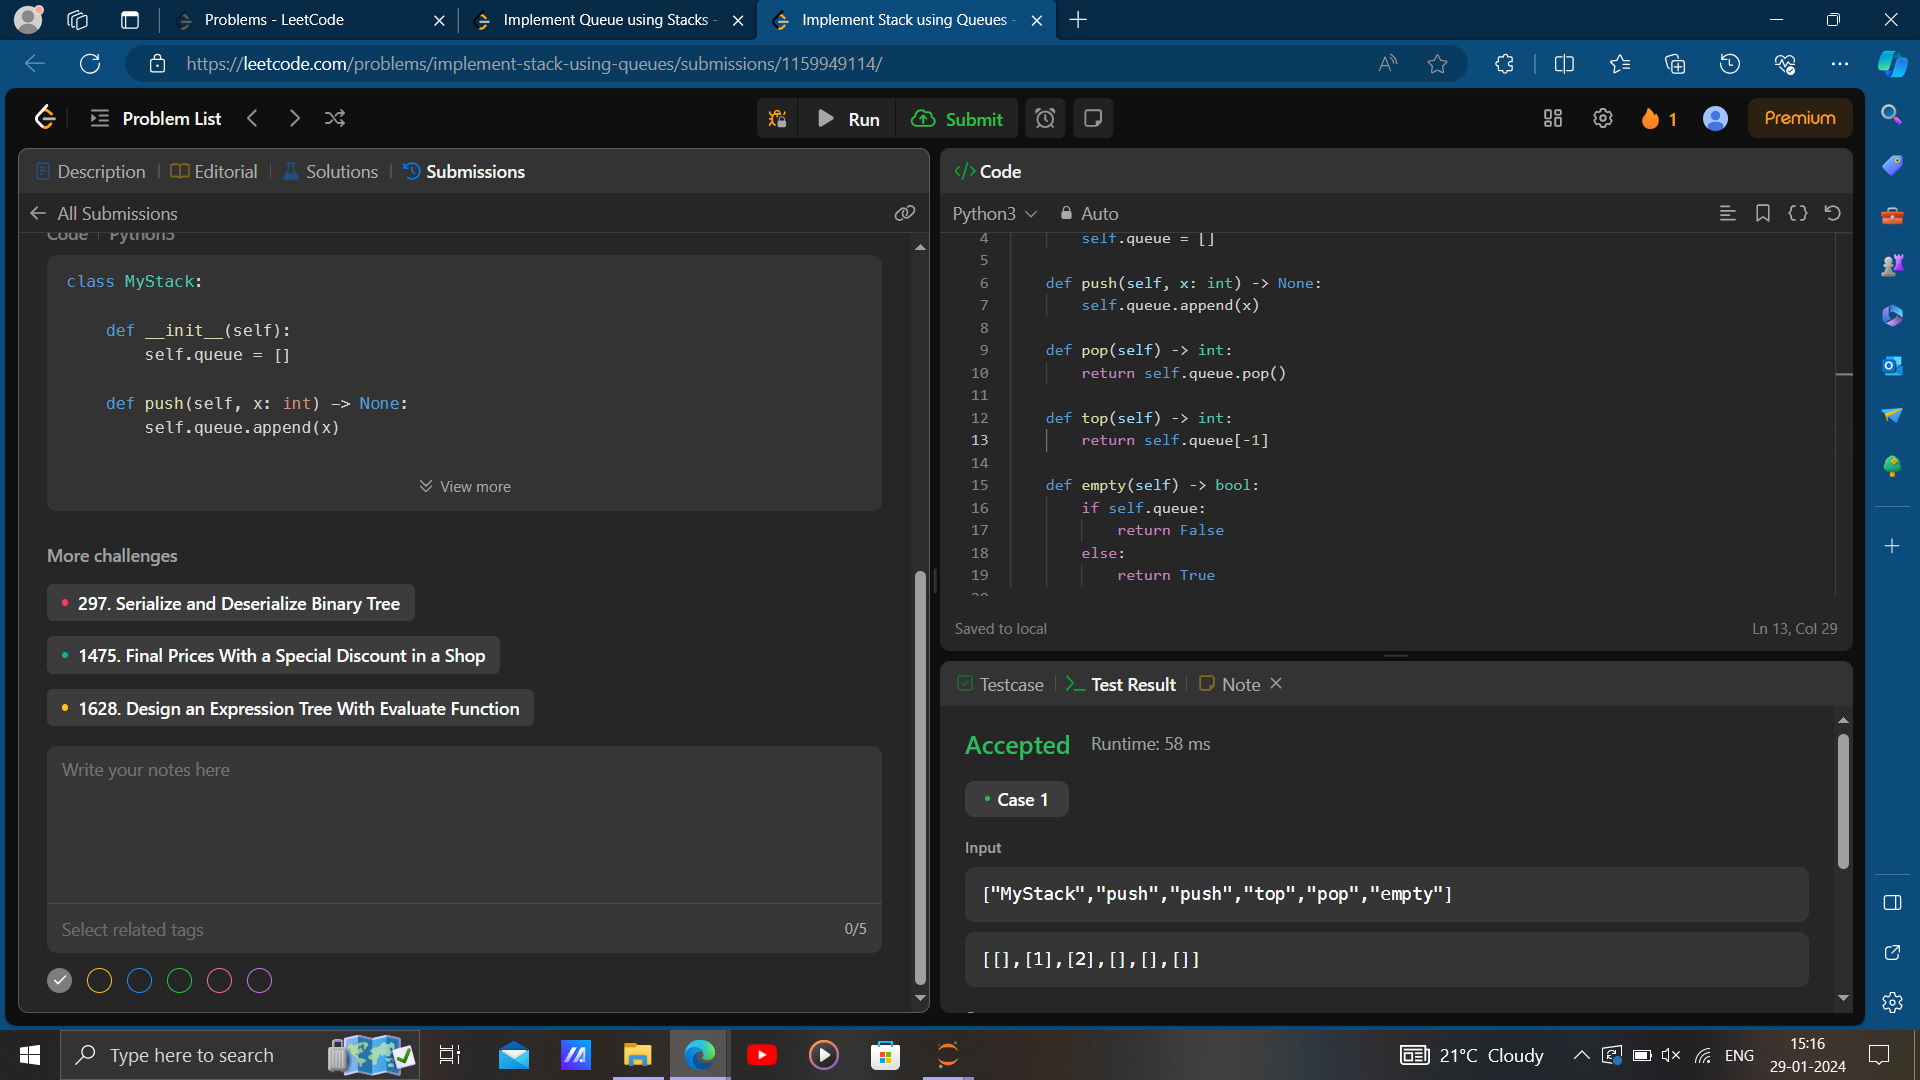 Problems - LeetCode
Implement Queue using Stacks -
Implement Stack using Queues -
https://leetcode.com/problems/implement-stack-using-queues/submissions/1159949114/
Problem List
Run
Submit
1
Premium
Description
Editorial
Solutions
Submissions
All Submissions
Code
Python3
class MyStack:
def __init__(self):
self.queue = []
def push(self, x: int) -> None:
self.queue.append(x)
View more
More challenges
297. Serialize and Deserialize Binary Tree
1475. Final Prices With a Special Discount in a Shop
1628. Design an Expression Tree With Evaluate Function
Write your notes here
Select related tags
0/5
</> Code
Python3
Auto
4 self.queue = []
5
6 def push(self, x: int) -> None:
7 self.queue.append(x)
8
9 def pop(self) -> int:
10 return self.queue.pop()
11
12 def top(self) -> int:
13 return self.queue[-1]
14
15 def empty(self) -> bool:
16 if self.queue:
17 return False
18 else:
19 return True
Saved to local
Ln 13, Col 29
Testcase
Test Result
Note
Accepted
Runtime: 58 ms
Case 1
Input
["MyStack","push","push","top","pop","empty"]
[[],[1],[2],[],[],[]]
Type here to search
21°C Cloudy
ENG
15:16
29-01-2024